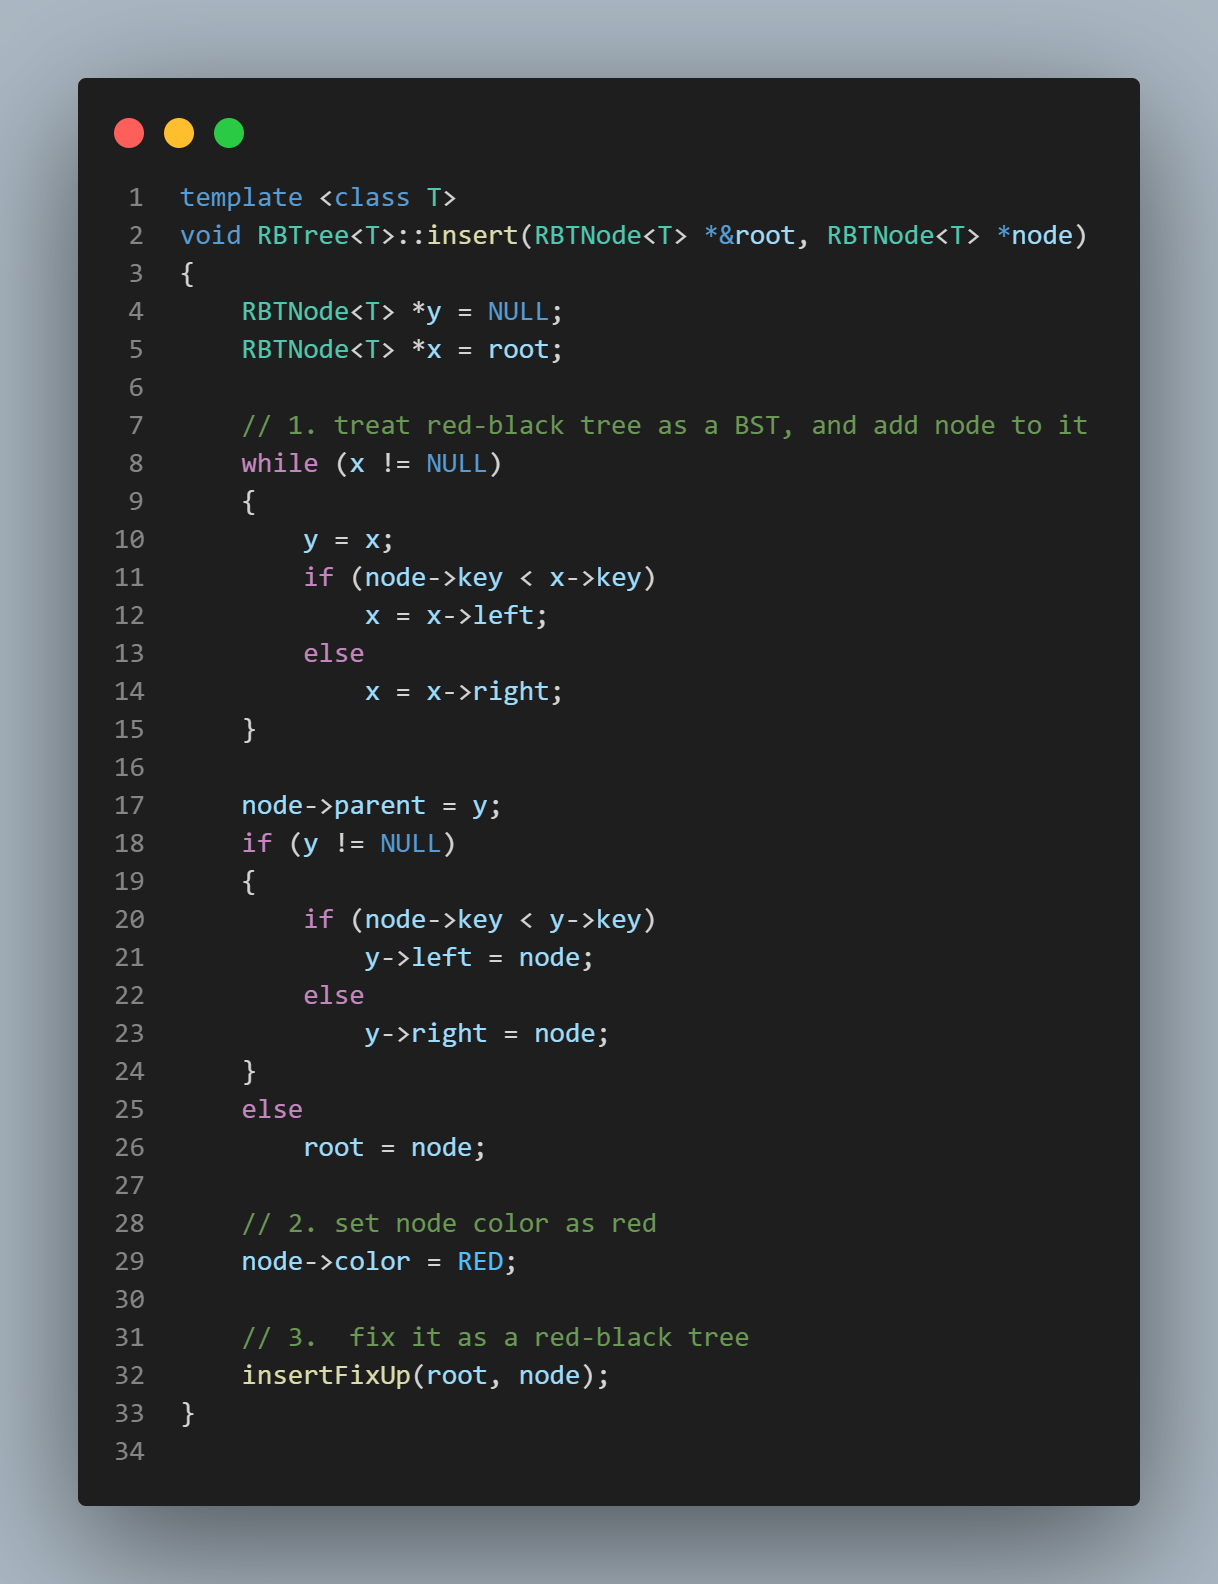 1 template <class T>
2 void RBTree<T>::insert(RBTNode<T> *&root, RBTNode<T> *node)
3 {
4     RBTNode<T> *y = NULL;
5     RBTNode<T> *x = root;
6
7     // 1. treat red-black tree as a BST, and add node to it
8     while (x != NULL)
9     {
10         y = x;
11         if (node->key < x->key)
12             x = x->left;
13         else
14             x = x->right;
15     }
16
17     node->parent = y;
18     if (y != NULL)
19     {
20         if (node->key < y->key)
21             y->left = node;
22         else
23             y->right = node;
24     }
25     else
26         root = node;
27
28     // 2. set node color as red
29     node->color = RED;
30
31     // 3.  fix it as a red-black tree
32     insertFixUp(root, node);
33 }
34